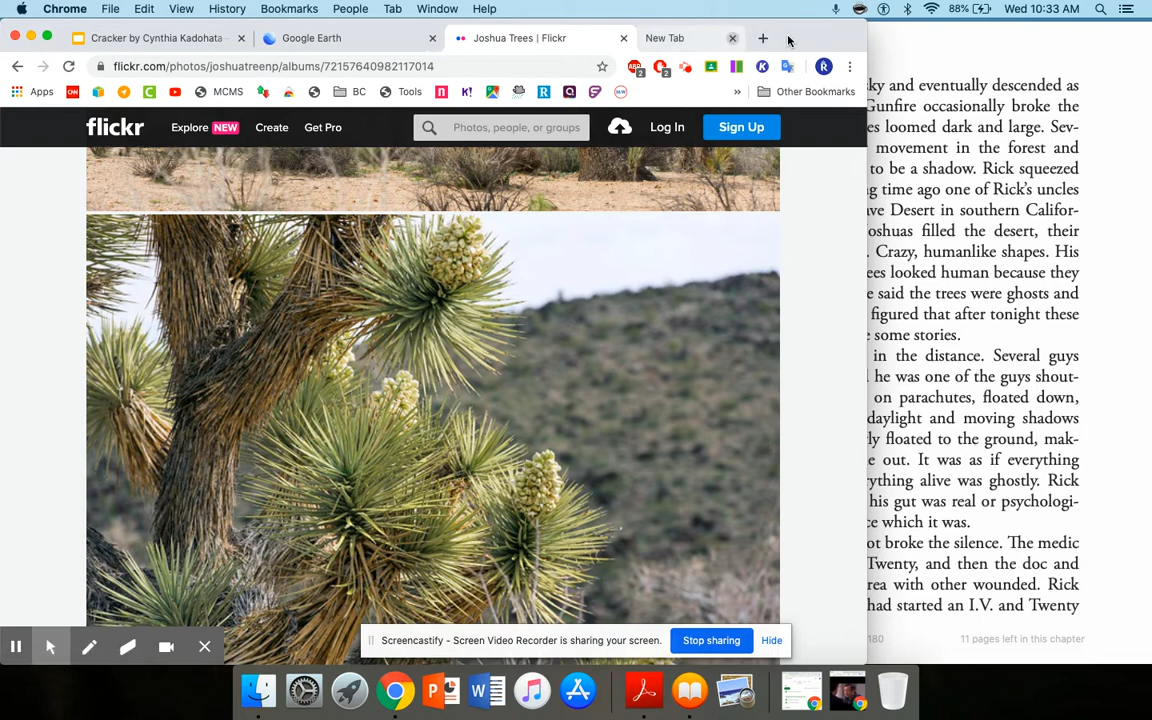 Chrome File Edit View History Bookmarks People Tab Window Help 88% Wed 10:33 AM
Cracker by Cynthia Kadohata - Google Earth Joshua Trees | Flickr New Tab
flickr.com/photos/joshuatreenp/albums/72157640982117014
Apps MCMS BC Tools Other Bookmarks
flickr Explore NEW Create Get Pro Photos, people, or groups Log In Sign Up
ky and eventually descended as
Gunfire occasionally broke the
es loomed dark and large. Sev-
movement in the forest and
to be a shadow. Rick squeezed
g time ago one of Rick's uncles
ave Desert in southern Califor-
oshuas filled the desert, their
. Crazy, humanlike shapes. His
ees looked human because they
e said the trees were ghosts and
figured that after tonight these
e some stories.
in the distance. Several guys
he was one of the guys shout-
on parachutes, floated down,
daylight and moving shadows
ly floated to the ground, mak-
e out. It was as if everything
rything alive was ghostly. Rick
his gut was real or psychologi-
ce which it was.
ot broke the silence. The medic
Twenty, and then the doc and
rea with other wounded. Rick
had started an I.V. and Twenty
180 11 pages left in this chapter
Screencastify - Screen Video Recorder is sharing your screen. Stop sharing Hide